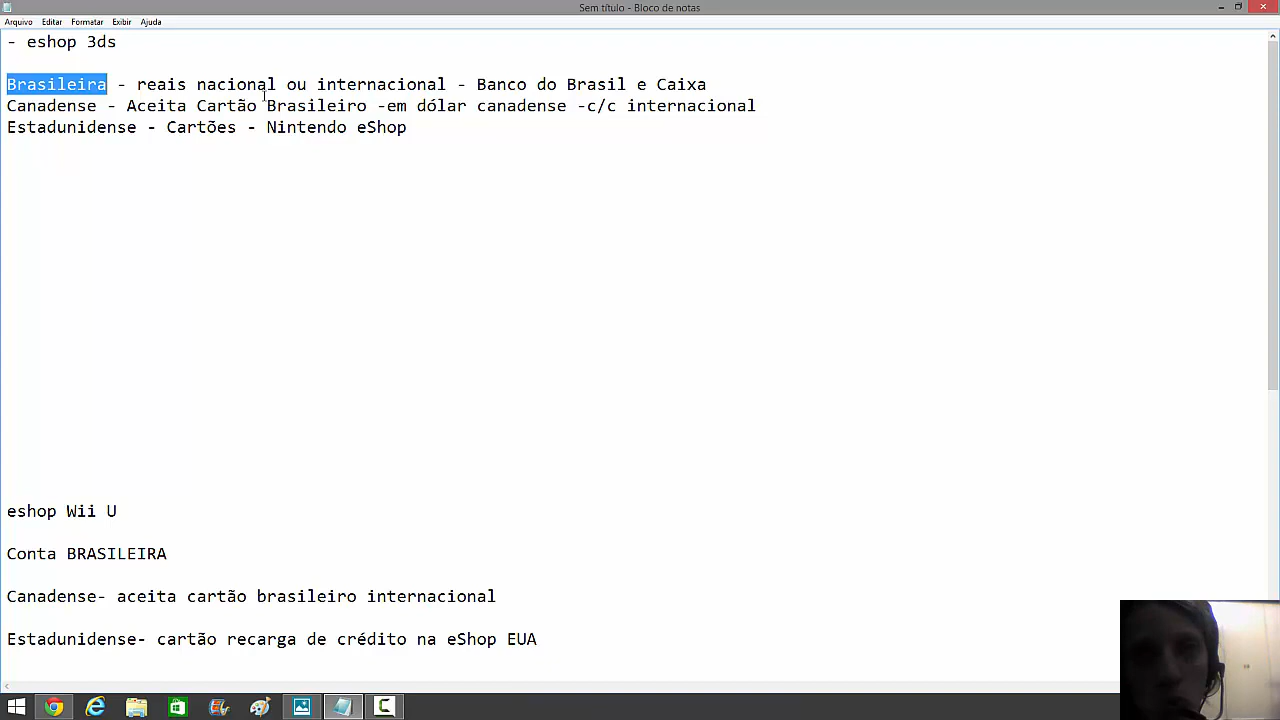 Sem título - Bloco de notas
Arquivo Editar Formatar Exibir Ajuda
- eshop 3ds
Brasileira - reais nacional ou internacional - Banco do Brasil e Caixa
Canadense - Aceita Cartão Brasileiro -em dólar canadense -c/c internacional
Estadunidense - Cartões - Nintendo eShop
eshop Wii U
Conta BRASILEIRA
Canadense- aceita cartão brasileiro internacional
Estadunidense- cartão recarga de crédito na eShop EUA